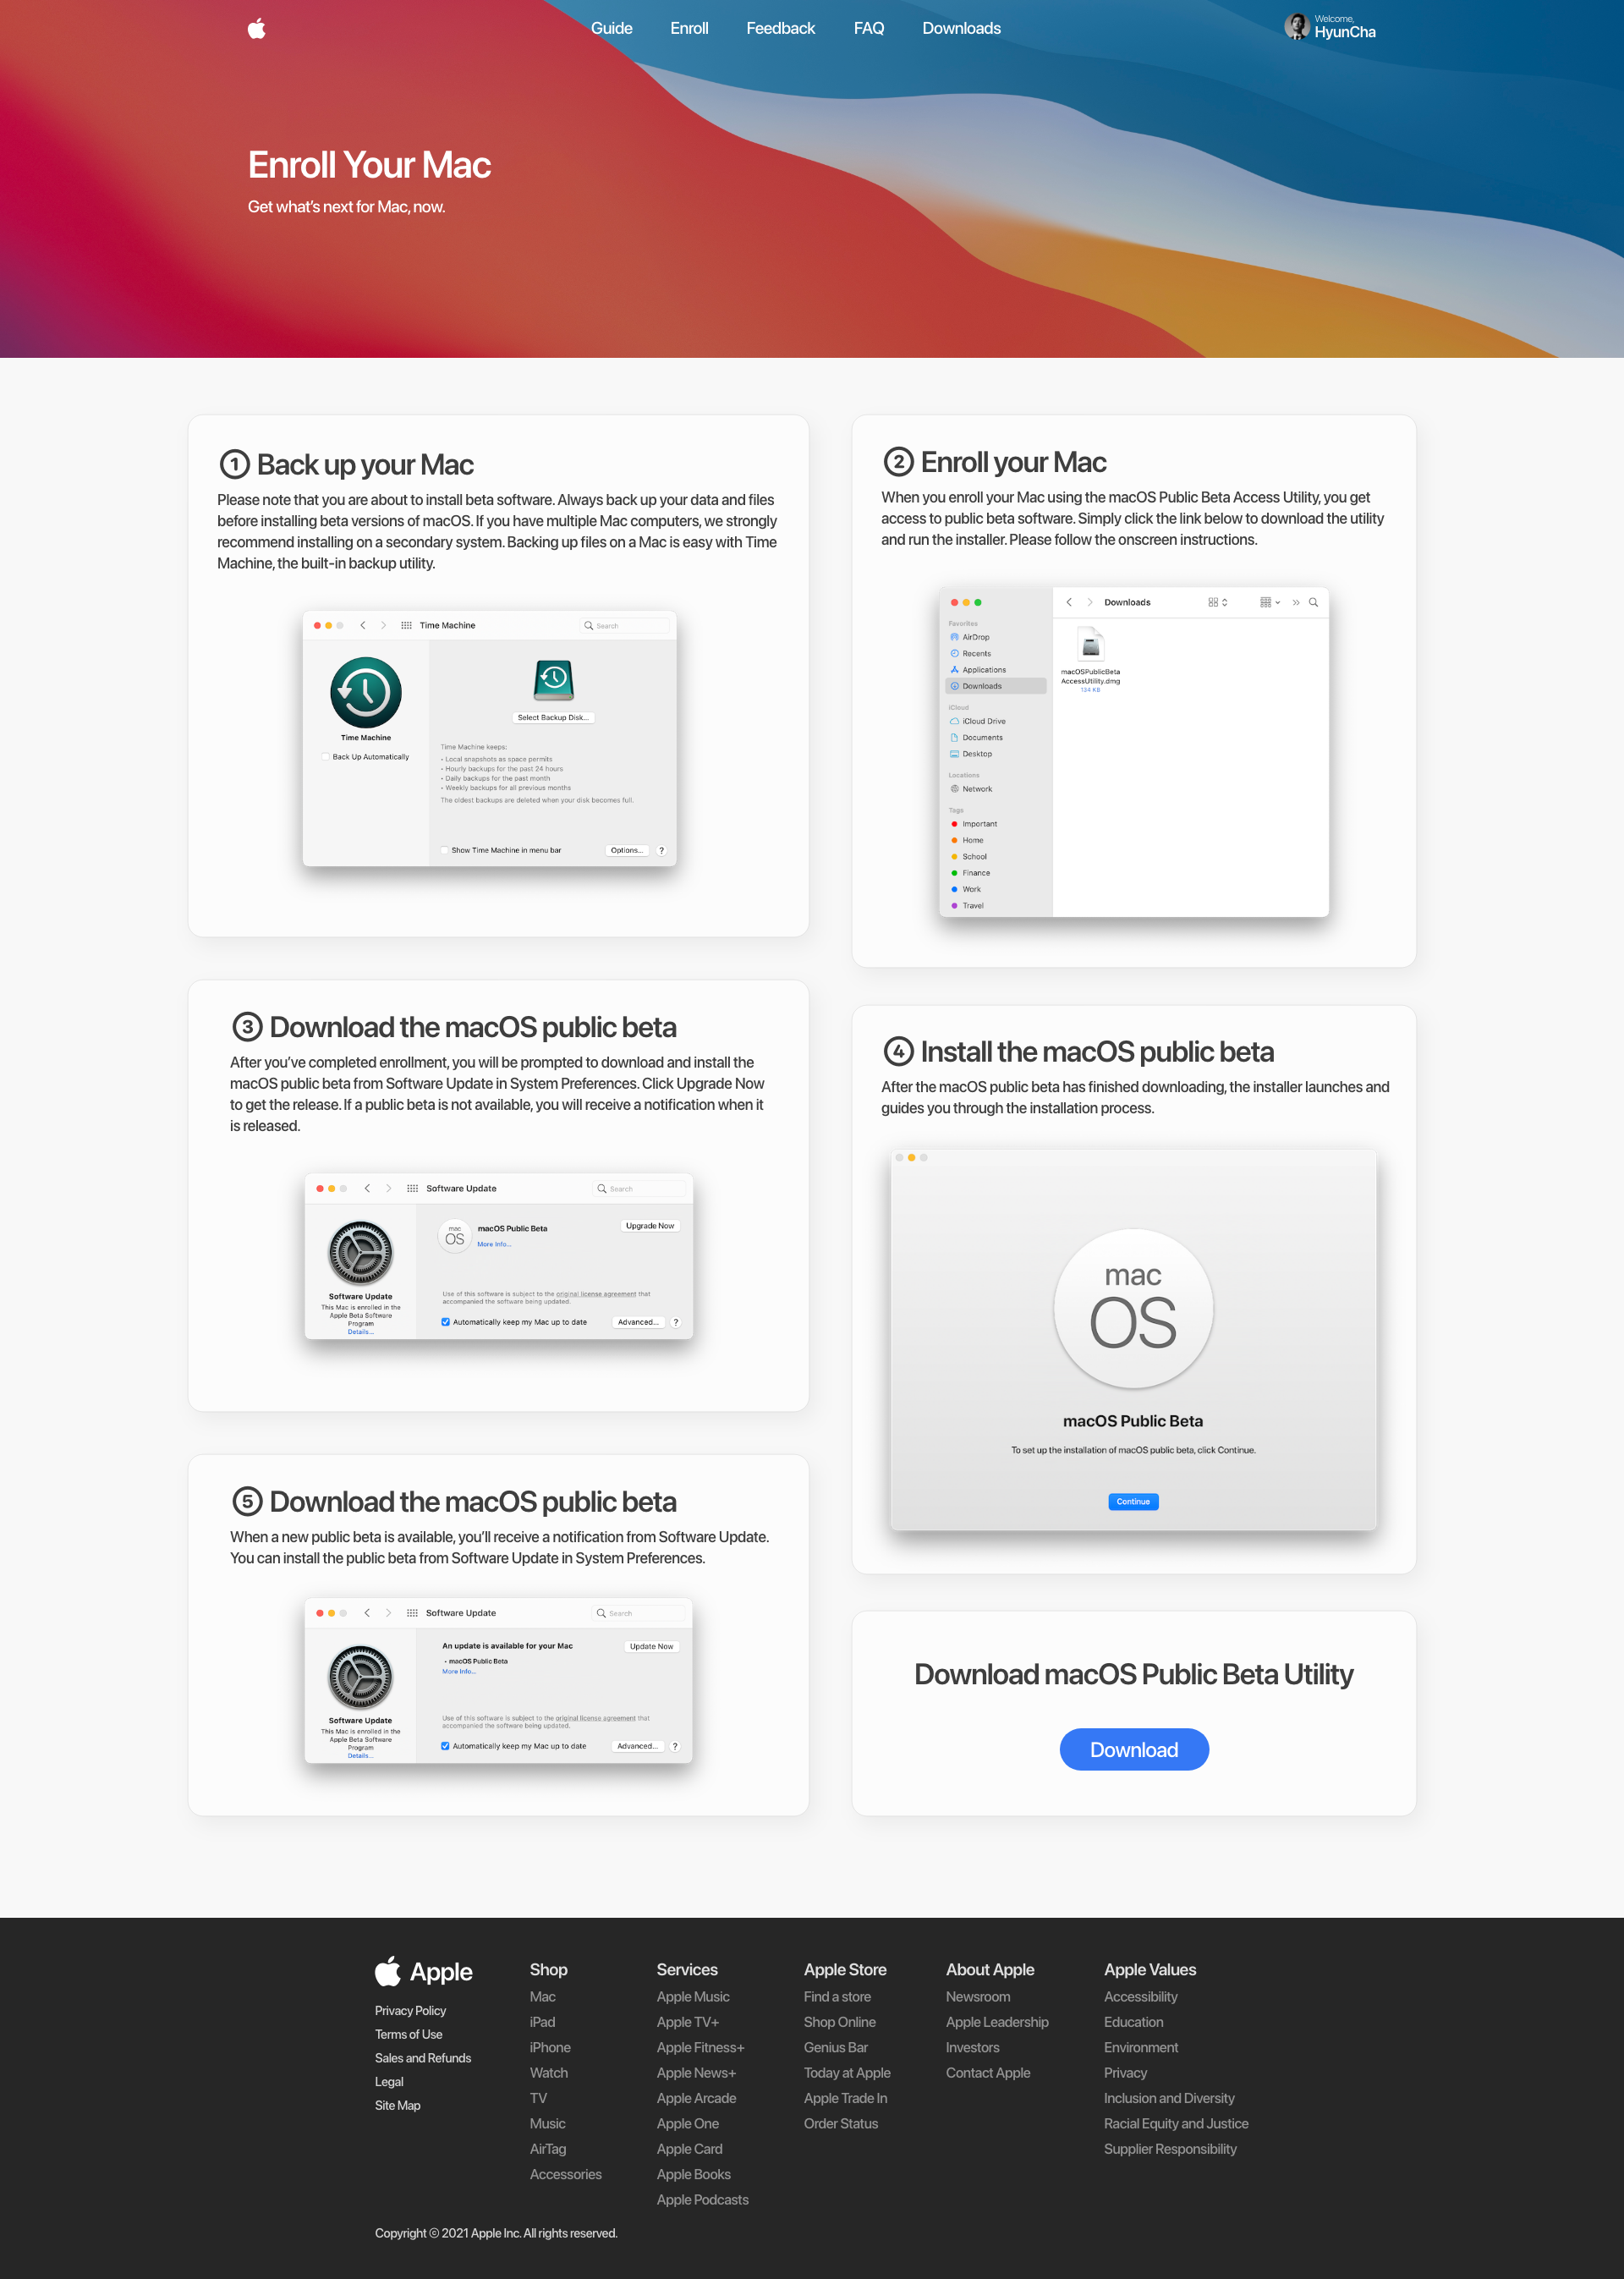 Guide Enroll Feedback FAQ Downloads
Welcome,
HyunCha
Enroll Your Mac
Get what's next for Mac, now.
1 Back up your Mac
Please note that you are about to install beta software. Always back up your data and files
before installing beta versions of macOS. If you have multiple Mac computers, we strongly
recommend installing on a secondary system. Backing up files on a Mac is easy with Time
Machine, the built-in backup utility.
Time Machine
Search
Time Machine
Back Up Automatically
Select Backup Disk...
Time Machine keeps:
• Local snapshots as space permits
• Hourly backups for the past 24 hours
• Daily backups for the past month
• Weekly backups for all previous months
The oldest backups are deleted when your disk becomes full.
Show Time Machine in menu bar
Options...
?
2 Enroll your Mac
When you enroll your Mac using the macOS Public Beta Access Utility, you get
access to public beta software. Simply click the link below to download the utility
and run the installer. Please follow the onscreen instructions.
Downloads
Favorites
AirDrop
Recents
Applications
Downloads
iCloud
iCloud Drive
Documents
Desktop
Locations
Network
Tags
Important
Home
School
Finance
Work
Travel
macOSPublicBeta
AccessUtility.dmg
134 KB
3 Download the macOS public beta
After you've completed enrollment, you will be prompted to download and install the
macOS public beta from Software Update in System Preferences. Click Upgrade Now
to get the release. If a public beta is not available, you will receive a notification when it
is released.
Software Update
Search
Software Update
This Mac is enrolled in the
Apple Beta Software
Program
Details...
mac
OS
macOS Public Beta
More Info...
Upgrade Now
Use of this software is subject to the original license agreement that
accompanied the software being updated.
Automatically keep my Mac up to date
Advanced...
?
4 Install the macOS public beta
After the macOS public beta has finished downloading, the installer launches and
guides you through the installation process.
mac
OS
macOS Public Beta
To set up the installation of macOS public beta, click Continue.
Continue
5 Download the macOS public beta
When a new public beta is available, you'll receive a notification from Software Update.
You can install the public beta from Software Update in System Preferences.
Software Update
Search
Software Update
This Mac is enrolled in the
Apple Beta Software
Program
Details...
An update is available for your Mac
• macOS Public Beta
More Info...
Update Now
Use of this software is subject to the original license agreement that
accompanied the software being updated.
Automatically keep my Mac up to date
Advanced...
?
Download macOS Public Beta Utility
Download
Apple
Privacy Policy
Terms of Use
Sales and Refunds
Legal
Site Map
Shop
Mac
iPad
iPhone
Watch
TV
Music
AirTag
Accessories
Services
Apple Music
Apple TV+
Apple Fitness+
Apple News+
Apple Arcade
Apple One
Apple Card
Apple Books
Apple Podcasts
Apple Store
Find a store
Shop Online
Genius Bar
Today at Apple
Apple Trade In
Order Status
About Apple
Newsroom
Apple Leadership
Investors
Contact Apple
Apple Values
Accessibility
Education
Environment
Privacy
Inclusion and Diversity
Racial Equity and Justice
Supplier Responsibility
Copyright © 2021 Apple Inc. All rights reserved.